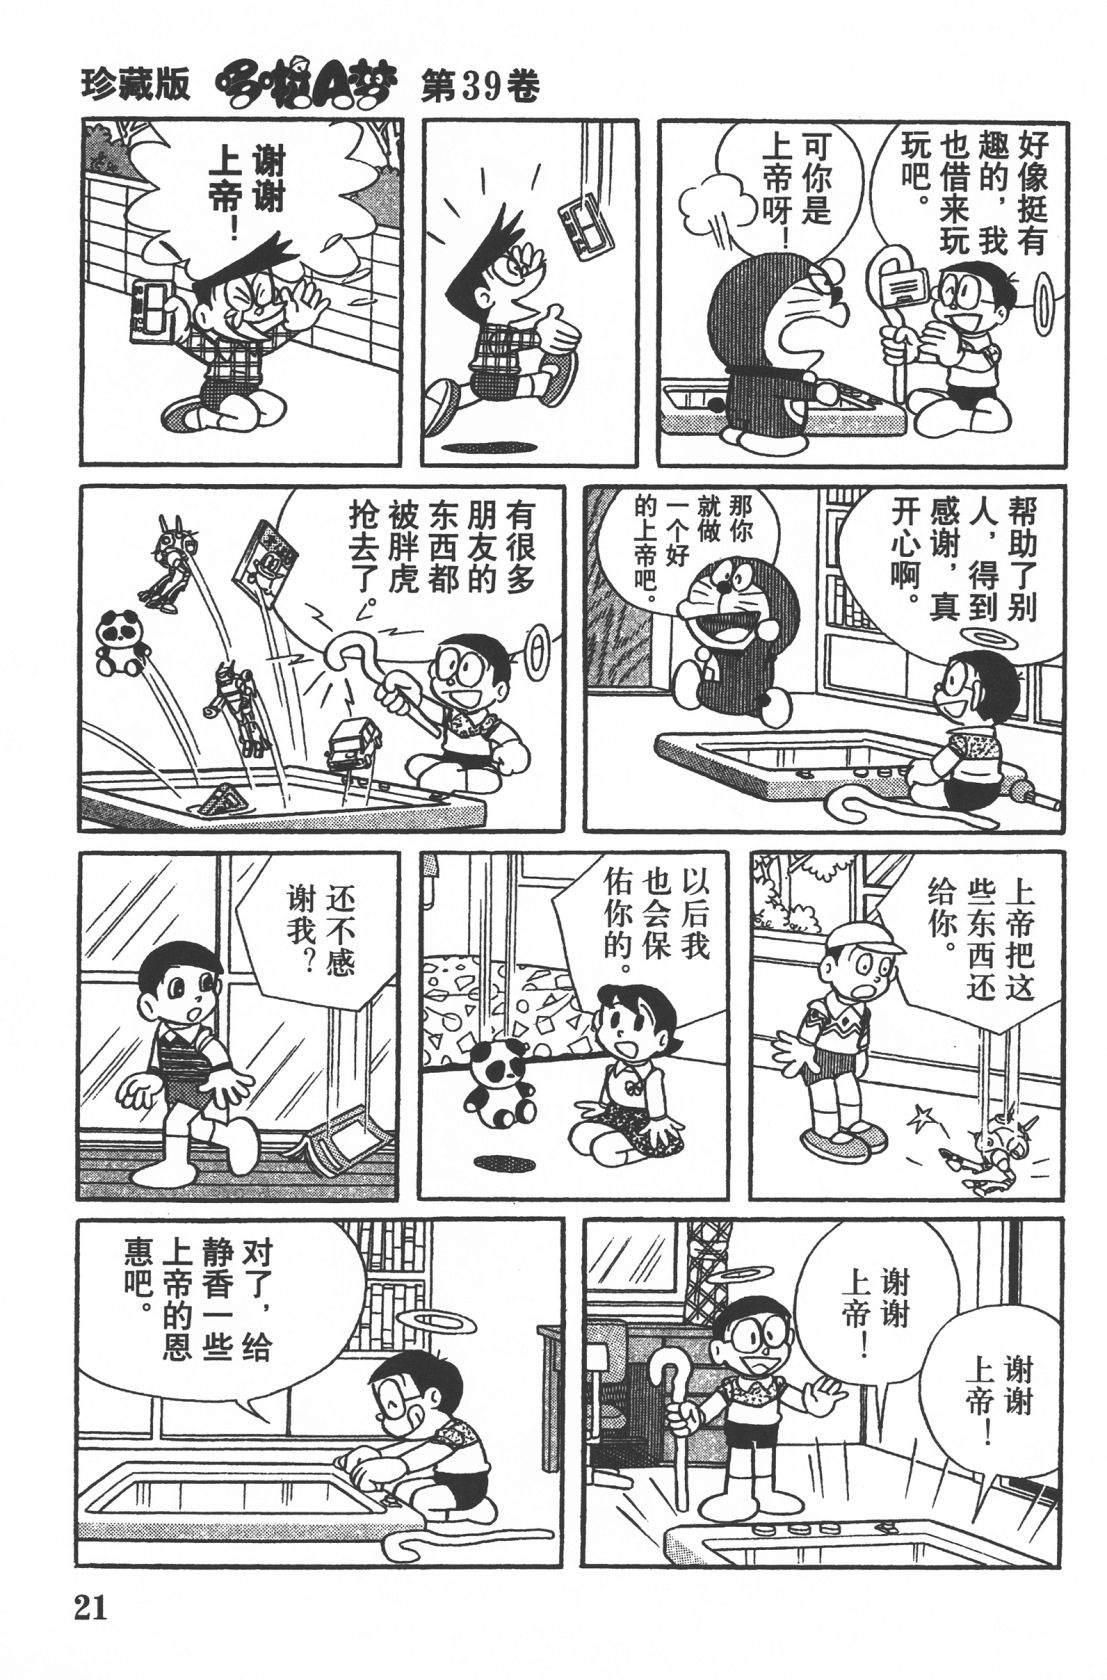 珍藏版 哆啦A梦 第39卷
好像挺有
趣的，我
也借来玩
玩吧。
可你是
上帝呀！
谢谢
上帝！
帮助了别
人，得到
感谢，真
开心啊。
那你
就做
一个好
的上帝吧。
有很多
朋友的
东西都
被胖虎
抢去了。
上帝把这
些东西还
给你。
以后我
也会保
佑你的。
还不感
谢我？
谢谢
上帝！
谢谢
上帝！
对了，给
静香一些
上帝的恩
惠吧。
21